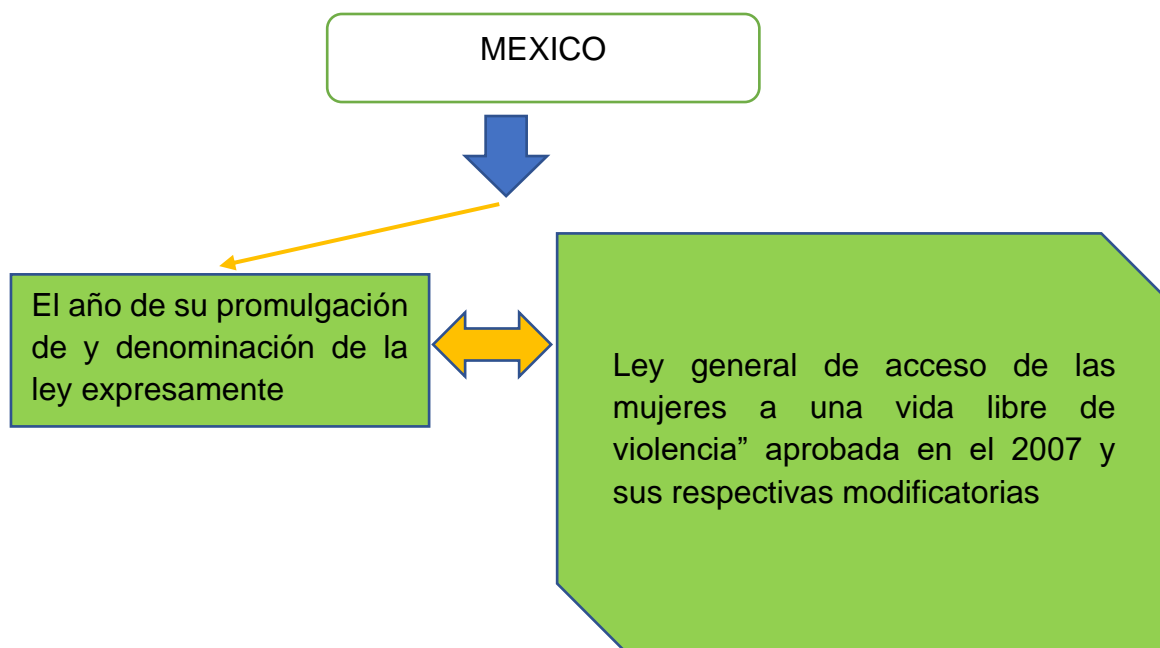 MEXICO
El año de su promulgación
de y denominación de la
ley expresamente
Ley general de acceso de las
mujeres a una vida libre de
violencia” aprobada en el 2007 y
sus respectivas modificatorias